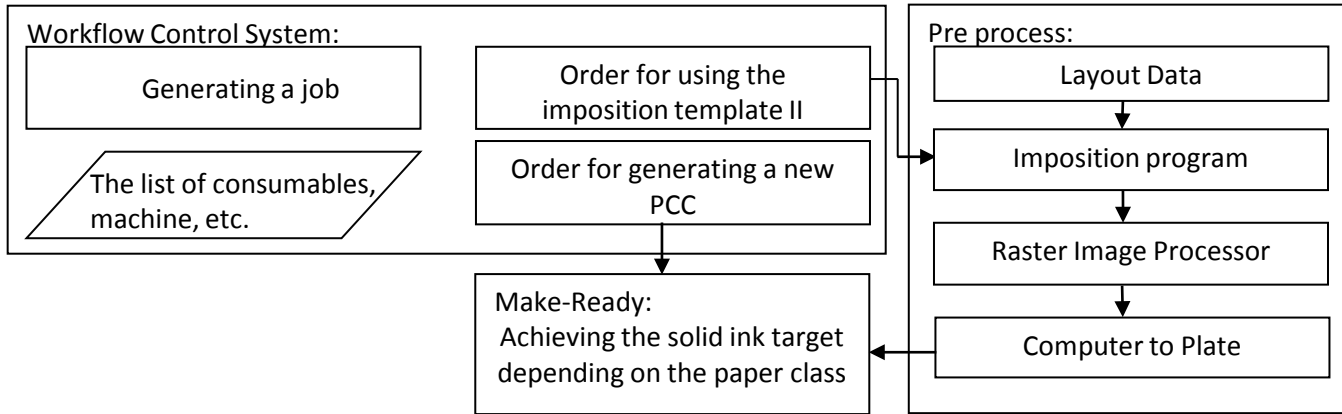 Workflow Control System:
Generating a job
The list of consumables,
machine, etc.
Order for using the
imposition template II
Order for generating a new
PCC
Make-Ready:
Achieving the solid ink target
depending on the paper class
Pre process:
Layout Data
Imposition program
Raster Image Processor
Computer to Plate